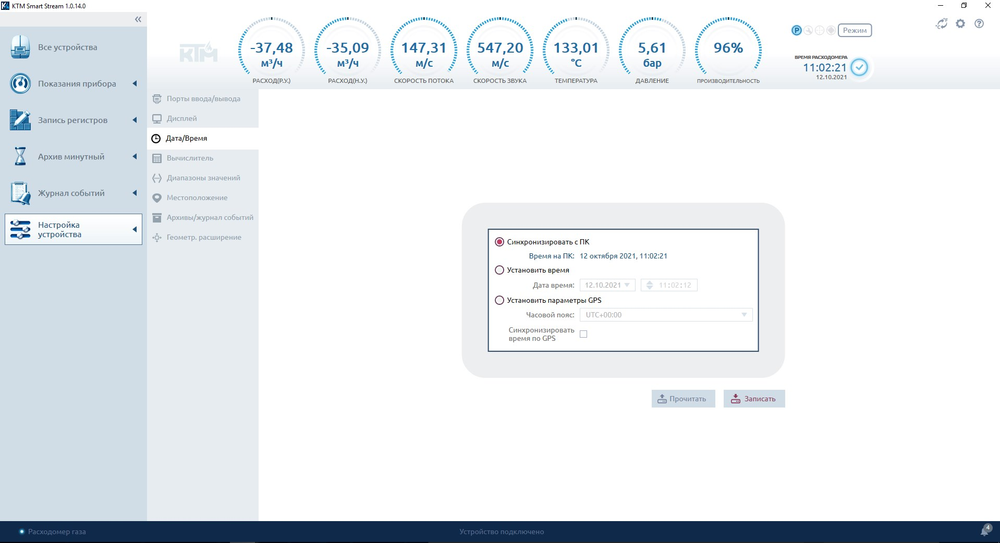 KTM Smart Stream 1.0.14.0
«
Все устройства
Показания прибора
Запись регистров
Архив минутный
Журнал событий
Настройка
устройства
КТМ
-37,48
м³/ч
РАСХОД(Р.У.)
-35,09
м³/ч
РАСХОД(Н.У.)
147,31
м/с
СКОРОСТЬ ПОТОКА
547,20
м/с
СКОРОСТЬ ЗВУКА
133,01
°C
ТЕМПЕРАТУРА
5,61
бар
ДАВЛЕНИЕ
96%
ПРОИЗВОДИТЕЛЬНОСТЬ
P
Режим
ВРЕМЯ РАСХОДОМЕРА
11:02:21
12.10.2021
°C °F
?
Порты ввода/вывода
Дисплей
Дата/Время
Вычислитель
Диапазоны значений
Местоположение
Архивы/журнал событий
Геометр. расширение
Синхронизировать с ПК
Время на ПК: 12 октября 2021, 11:02:21
Установить время
Дата время: 12.10.2021 11:02:12
Установить параметры GPS
Часовой пояс: UTC+00:00
Синхронизировать
время по GPS
Прочитать Записать
Расходомер газа
Устройство подключено
4